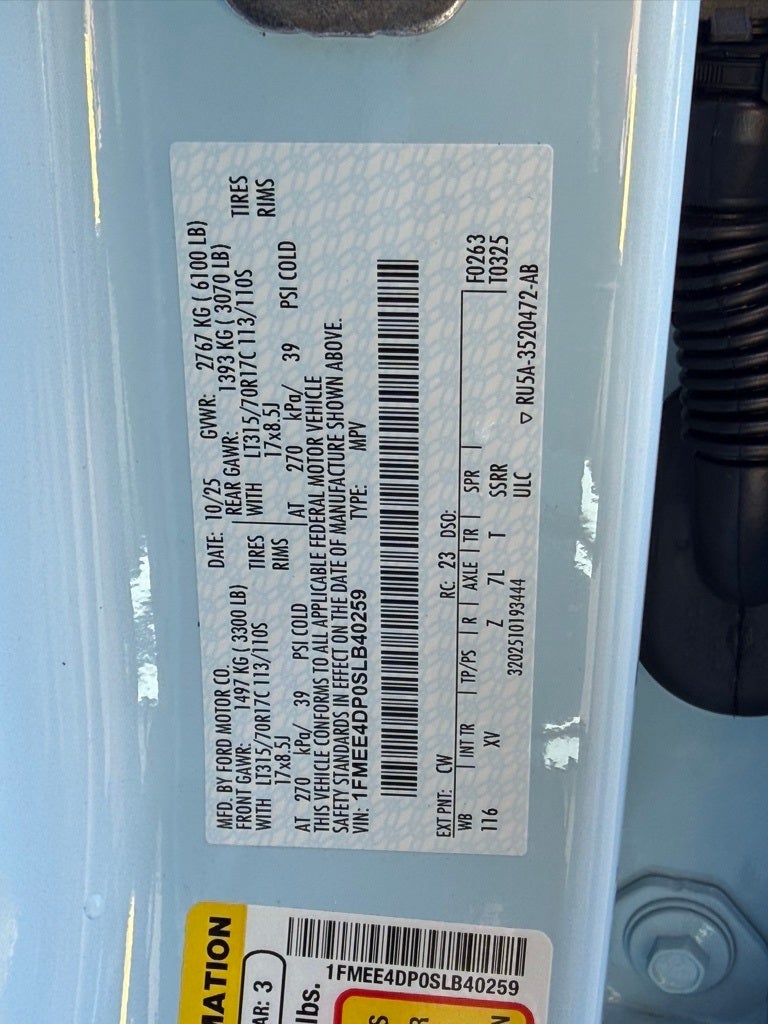 MFD. BY FORD MOTOR CO.
DATE: 10/25 GVWR: 2767 KG ( 6100 LB)
FRONT GAWR: 1497 KG ( 3300 LB) REAR GAWR: 1393 KG ( 3070 LB)
WITH LT315/70R17C 113/110S TIRES WITH LT315/70R17C 113/110S TIRES
17x8.5J RIMS 17x8.5J RIMS
AT 270 kPa/ 39 PSI COLD AT 270 kPa/ 39 PSI COLD
THIS VEHICLE CONFORMS TO ALL APPLICABLE FEDERAL MOTOR VEHICLE
SAFETY STANDARDS IN EFFECT ON THE DATE OF MANUFACTURE SHOWN ABOVE.
VIN: 1FMEE4DP0SLB40259 TYPE: MPV
EXT PNT: CW RC: 23 DSO: F0263
WB INT TR TP/PS R AXLE TR SPR T0325
116 XV Z 7L T SSRR
3202510193444 ULC ▽ RU5A-3520472-AB
MATION
AR: 3
lbs.
1FMEE4DP0SLB40259